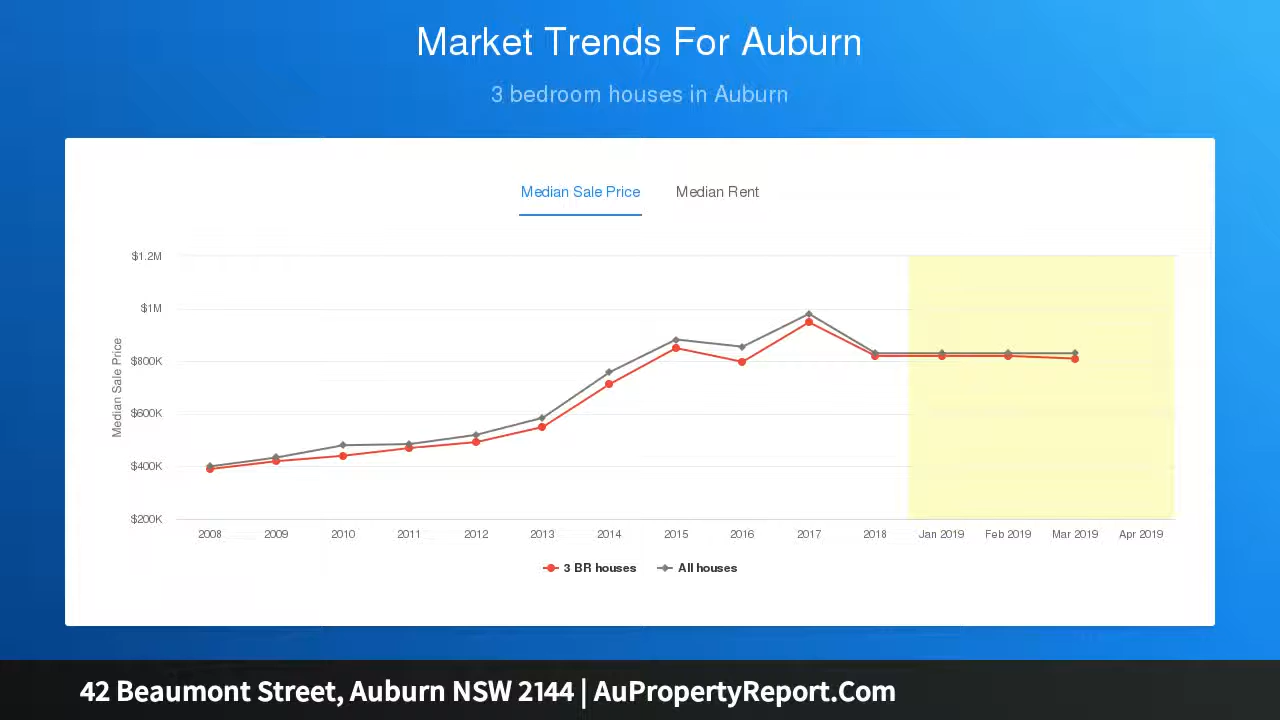 Market Trends For Auburn
3 bedroom houses in Auburn
Median Sale Price Median Rent
$1.2M
$1M
$800K
$600K
$400K
$200K
Median Sale Price
2008 2009 2010 2011 2012 2013 2014 2015 2016 2017 2018 Jan 2019 Feb 2019 Mar 2019 Apr 2019
3 BR houses All houses
42 Beaumont Street, Auburn NSW 2144 | AuPropertyReport.Com